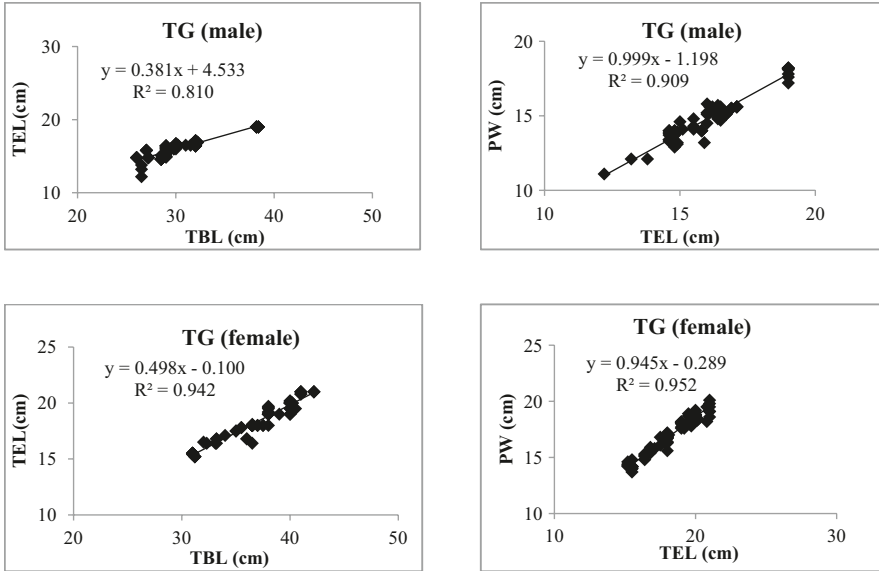 TG (male)
30
y = 0.381x + 4.533
R² = 0.810
TEL(cm)
20
10
20
30
40
50
TBL (cm)
TG (male)
20
y = 0.999x - 1.198
R² = 0.909
PW (cm)
15
10
10
15
20
TEL (cm)
TG (female)
25
y = 0.498x - 0.100
R² = 0.942
TEL(cm)
20
15
10
20
30
40
50
TBL (cm)
TG (female)
25
y = 0.945x - 0.289
R² = 0.952
PW (cm)
20
15
10
10
20
30
TEL (cm)